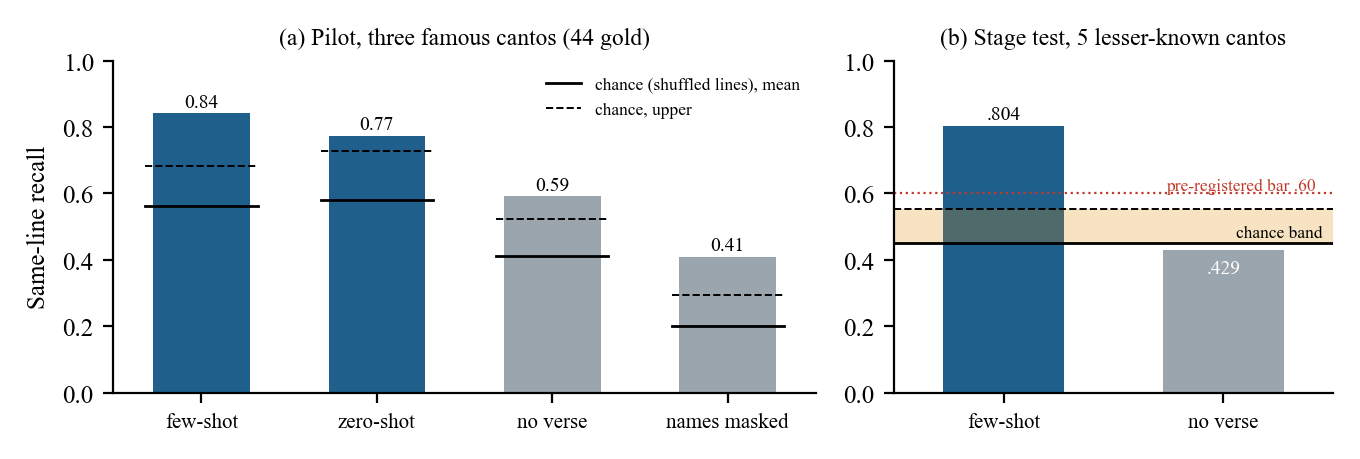 (a) Pilot, three famous cantos (44 gold)
Same-line recall
1.0
0.8
0.6
0.4
0.2
0.0
chance (shuffled lines), mean
chance, upper
0.84
0.77
0.59
0.41
few-shot
zero-shot
no verse
names masked
(b) Stage test, 5 lesser-known cantos
1.0
0.8
0.6
0.4
0.2
0.0
.804
pre-registered bar .60
chance band
.429
few-shot
no verse